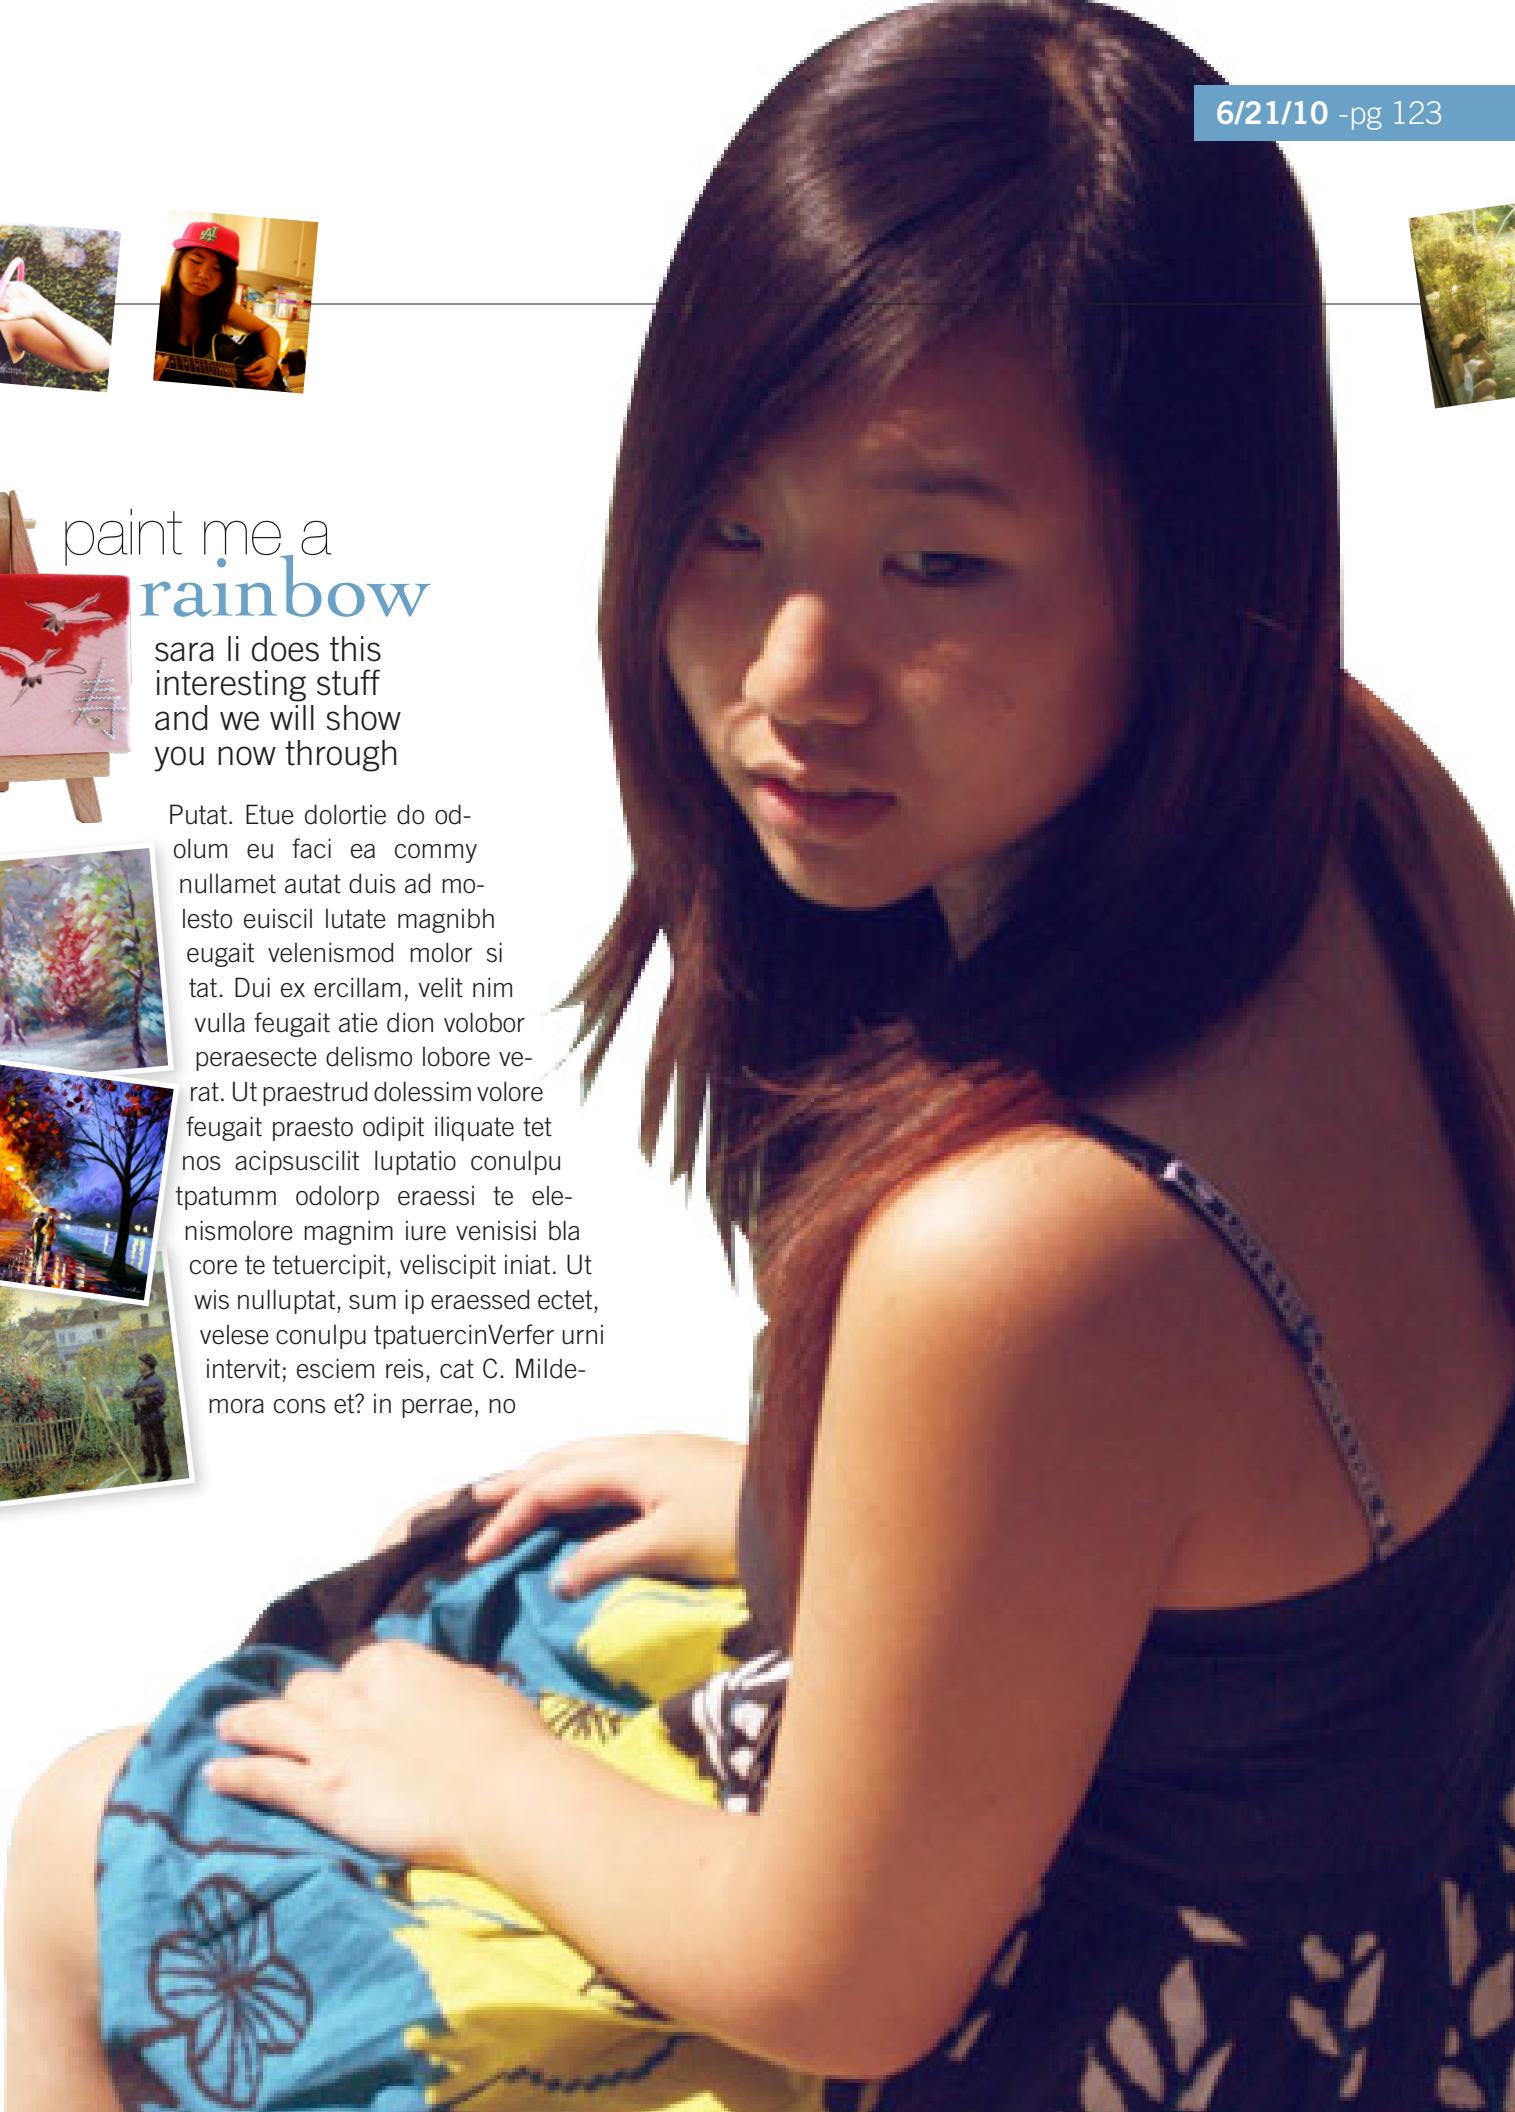 6/21/10 -pg 123
paint me a
rainbow
sara li does this
interesting stuff
and we will show
you now through
Putat. Etue dolortie do od-
olum eu faci ea commy
nullamet autat duis ad mo-
lesto euiscil lutate magnibh
eugait velenismod molor si
tat. Dui ex ercillam, velit nim
vulla feugait atie dion volobor
peraesecte delismo lobore ve-
rat. Ut praestrud dolessim volore
feugait praesto odipit iliquate tet
nos acipsuscilit luptatio conulpu
tpatumm odolorp eraessi te ele-
nismolore magnim iure venisisi bla
core te tetuercipit, veliscipit iniat. Ut
wis nulluptat, sum ip eraessed ectet,
velese conulpu tpatuercinVerfer urni
intervit; esciem reis, cat C. Milde-
mora cons et? in perrae, no